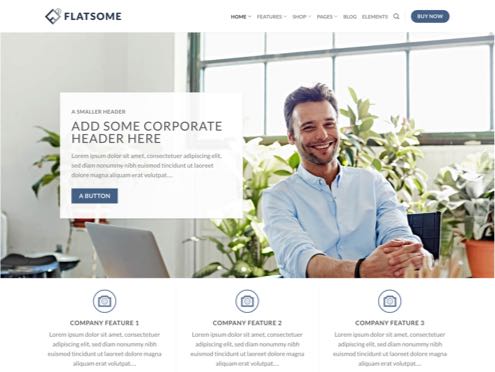 FLATSOME
HOME FEATURES SHOP PAGES BLOG ELEMENTS BUY NOW
A SMALLER HEADER
ADD SOME CORPORATE
HEADER HERE
Lorem ipsum dolor sit amet, consectetuer adipiscing elit,
sed diam nonummy nibh euismod tincidunt ut laoreet
dolore magna aliquam erat volutpat....
A BUTTON
COMPANY FEATURE 1
Lorem ipsum dolor sit amet, consectetuer
adipiscing elit, sed diam nonummy nibh
euismod tincidunt ut laoreet dolore magna
aliquam erat volutpat....
COMPANY FEATURE 2
Lorem ipsum dolor sit amet, consectetuer
adipiscing elit, sed diam nonummy nibh
euismod tincidunt ut laoreet dolore magna
aliquam erat volutpat....
COMPANY FEATURE 3
Lorem ipsum dolor sit amet, consectetuer
adipiscing elit, sed diam nonummy nibh
euismod tincidunt ut laoreet dolore magna
aliquam erat volutpat....